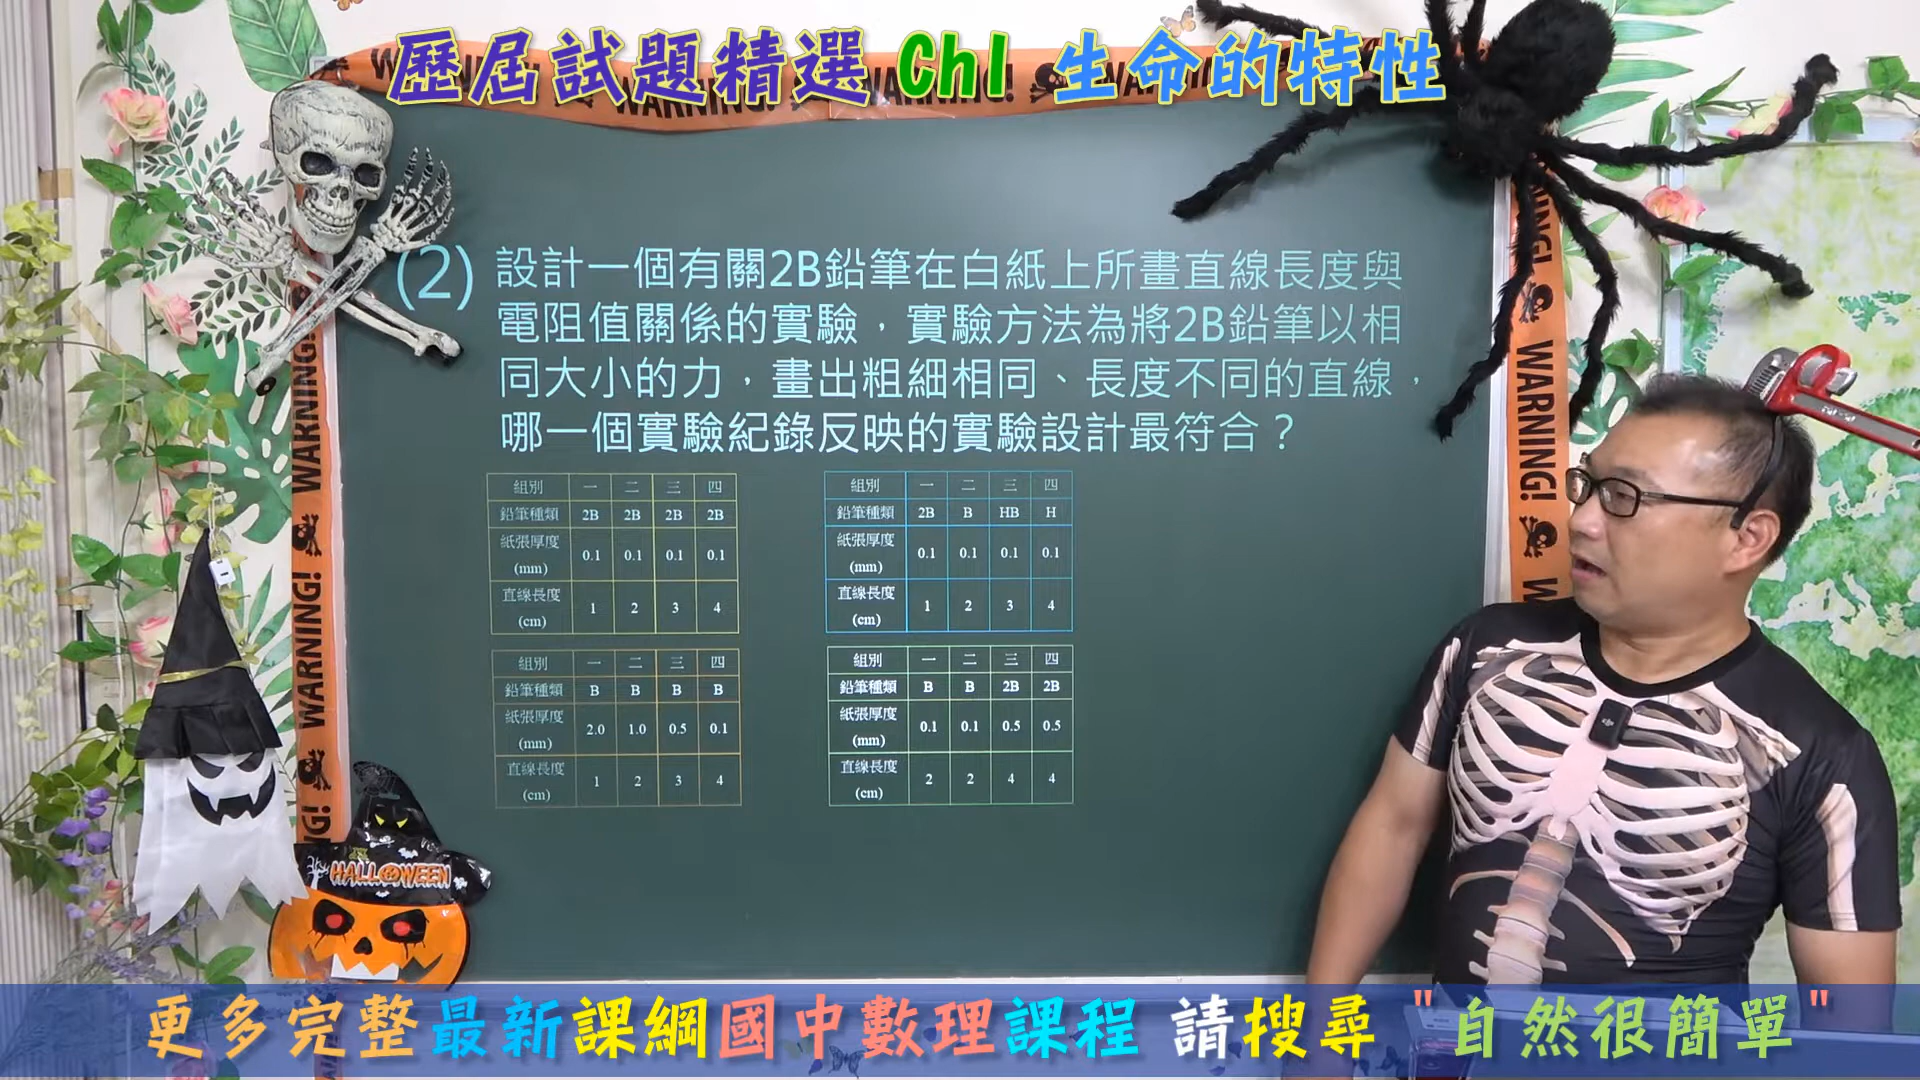 歷屆試題精選 Ch1 生命的特性
WARNING!
WARNING!
WARNING!
(2) 設計一個有關2B鉛筆在白紙上所畫直線長度與
電阻值關係的實驗，實驗方法為將2B鉛筆以相
同大小的力，畫出粗細相同、長度不同的直線，
哪一個實驗紀錄反映的實驗設計最符合？
組別 一 二 三 四
鉛筆種類 2B 2B 2B 2B
紙張厚度
(mm) 0.1 0.1 0.1 0.1
直線長度
(cm) 1 2 3 4
組別 一 二 三 四
鉛筆種類 2B B HB H
紙張厚度
(mm) 0.1 0.1 0.1 0.1
直線長度
(cm) 1 2 3 4
組別 一 二 三 四
鉛筆種類 B B B B
紙張厚度
(mm) 2.0 1.0 0.5 0.1
直線長度
(cm) 1 2 3 4
組別 一 二 三 四
鉛筆種類 B B 2B 2B
紙張厚度
(mm) 0.1 0.1 0.5 0.5
直線長度
(cm) 2 2 4 4
WARNING!
WARNING!
NING!
WARNING!
W
NG!
HALLOWEEN
更多完整最新課綱國中數理課程 請搜尋 "自然很簡單"